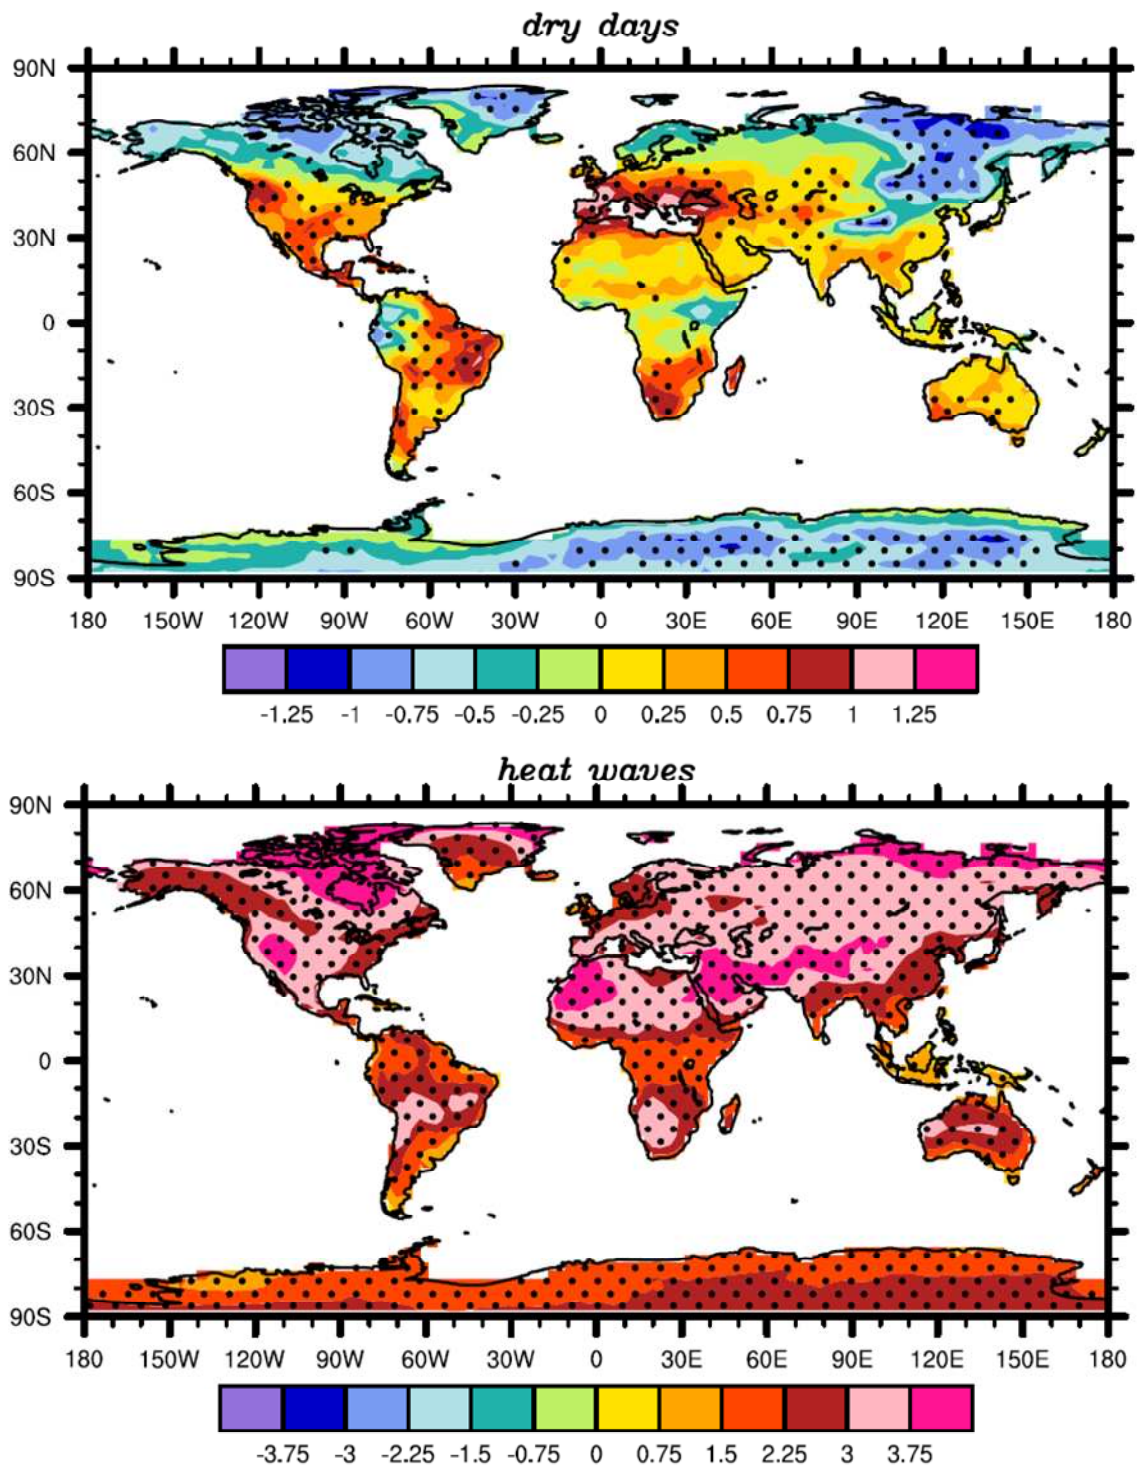 dry days
90N
60N
30N
0
30S
60S
90S
180 150W 120W 90W 60W 30W 0 30E 60E 90E 120E 150E 180
-1.25 -1 -0.75 -0.5 -0.25 0 0.25 0.5 0.75 1 1.25
heat waves
90N
60N
30N
0
30S
60S
90S
180 150W 120W 90W 60W 30W 0 30E 60E 90E 120E 150E 180
-3.75 -3 -2.25 -1.5 -0.75 0 0.75 1.5 2.25 3 3.75